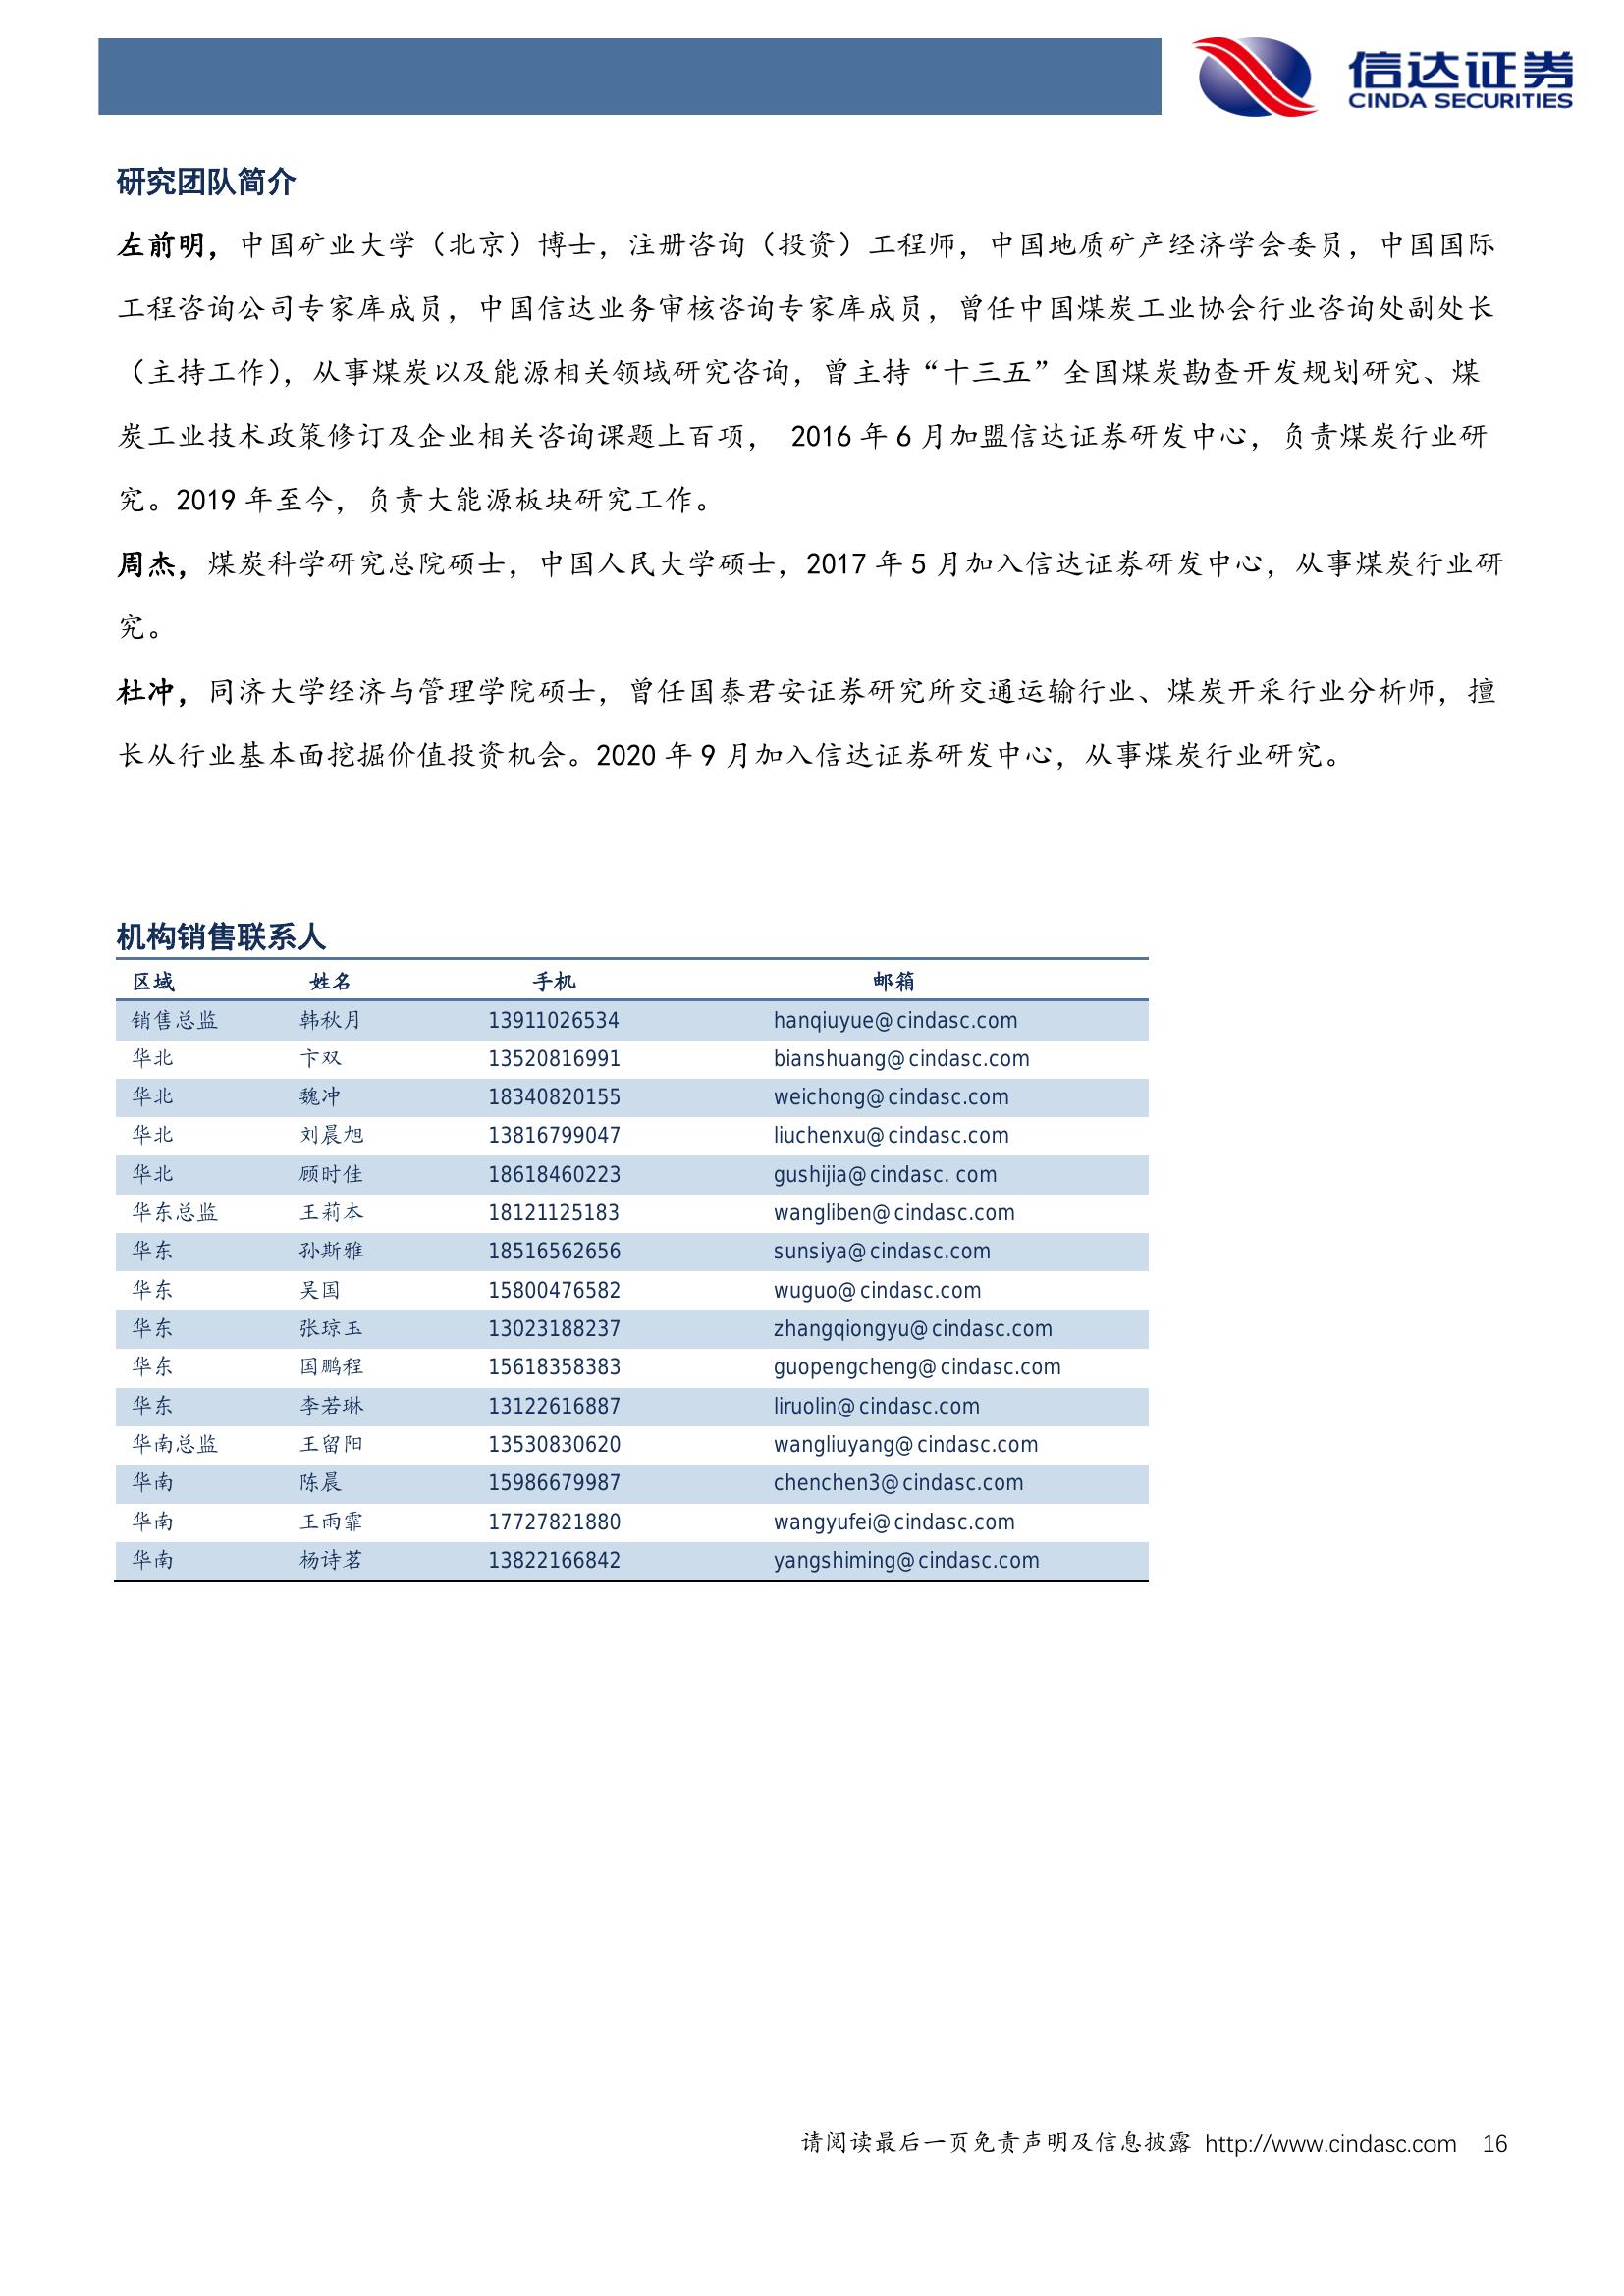 信达证券
CINDA SECURITIES
研究团队简介
左前明，中国矿业大学（北京）博士，注册咨询（投资）工程师，中国地质矿产经济学会委员，中国国际
工程咨询公司专家库成员，中国信达业务审核咨询专家库成员，曾任中国煤炭工业协会行业咨询处副处长
（主持工作），从事煤炭以及能源相关领域研究咨询，曾主持“十三五”全国煤炭勘查开发规划研究、煤
炭工业技术政策修订及企业相关咨询课题上百项， 2016 年 6 月加盟信达证券研发中心，负责煤炭行业研
究。2019 年至今，负责大能源板块研究工作。
周杰，煤炭科学研究总院硕士，中国人民大学硕士，2017 年 5 月加入信达证券研发中心，从事煤炭行业研
究。
杜冲，同济大学经济与管理学院硕士，曾任国泰君安证券研究所交通运输行业、煤炭开采行业分析师，擅
长从行业基本面挖掘价值投资机会。2020 年 9 月加入信达证券研发中心，从事煤炭行业研究。
机构销售联系人
区域 姓名 手机 邮箱
销售总监 韩秋月 13911026534 hanqiuyue@cindasc.com
华北 卞双 13520816991 bianshuang@cindasc.com
华北 魏冲 18340820155 weichong@cindasc.com
华北 刘晨旭 13816799047 liuchenxu@cindasc.com
华北 顾时佳 18618460223 gushijia@cindasc. com
华东总监 王莉本 18121125183 wangliben@cindasc.com
华东 孙斯雅 18516562656 sunsiya@cindasc.com
华东 吴国 15800476582 wuguo@cindasc.com
华东 张琼玉 13023188237 zhangqiongyu@cindasc.com
华东 国鹏程 15618358383 guopengcheng@cindasc.com
华东 李若琳 13122616887 liruolin@cindasc.com
华南总监 王留阳 13530830620 wangliuyang@cindasc.com
华南 陈晨 15986679987 chenchen3@cindasc.com
华南 王雨霏 17727821880 wangyufei@cindasc.com
华南 杨诗茗 13822166842 yangshiming@cindasc.com
请阅读最后一页免责声明及信息披露 http://www.cindasc.com 16